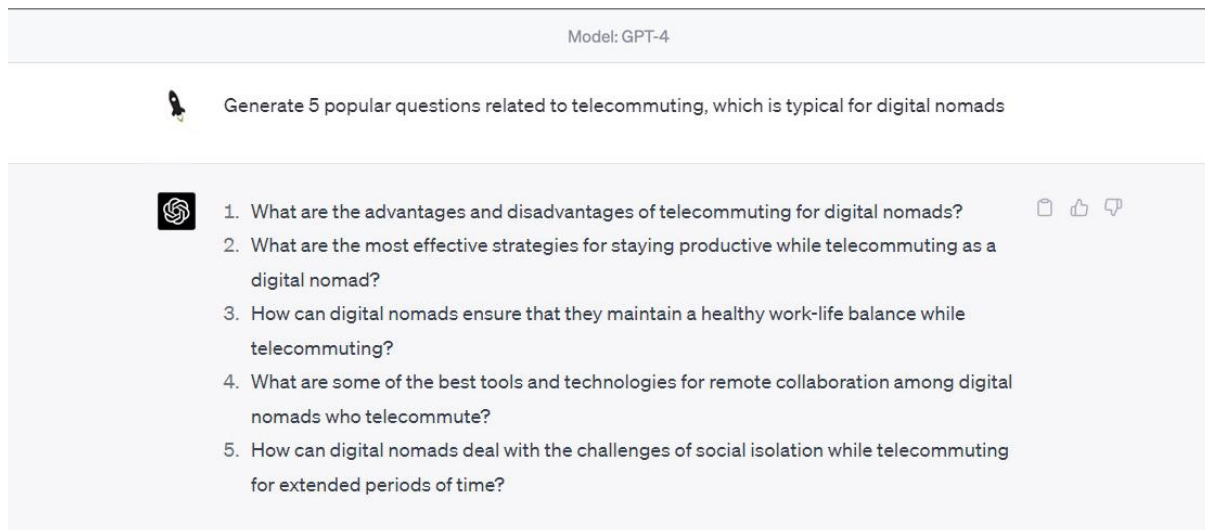 Model: GPT-4
Generate 5 popular questions related to telecommuting, which is typical for digital nomads
1. What are the advantages and disadvantages of telecommuting for digital nomads?
2. What are the most effective strategies for staying productive while telecommuting as a
digital nomad?
3. How can digital nomads ensure that they maintain a healthy work-life balance while
telecommuting?
4. What are some of the best tools and technologies for remote collaboration among digital
nomads who telecommute?
5. How can digital nomads deal with the challenges of social isolation while telecommuting
for extended periods of time?